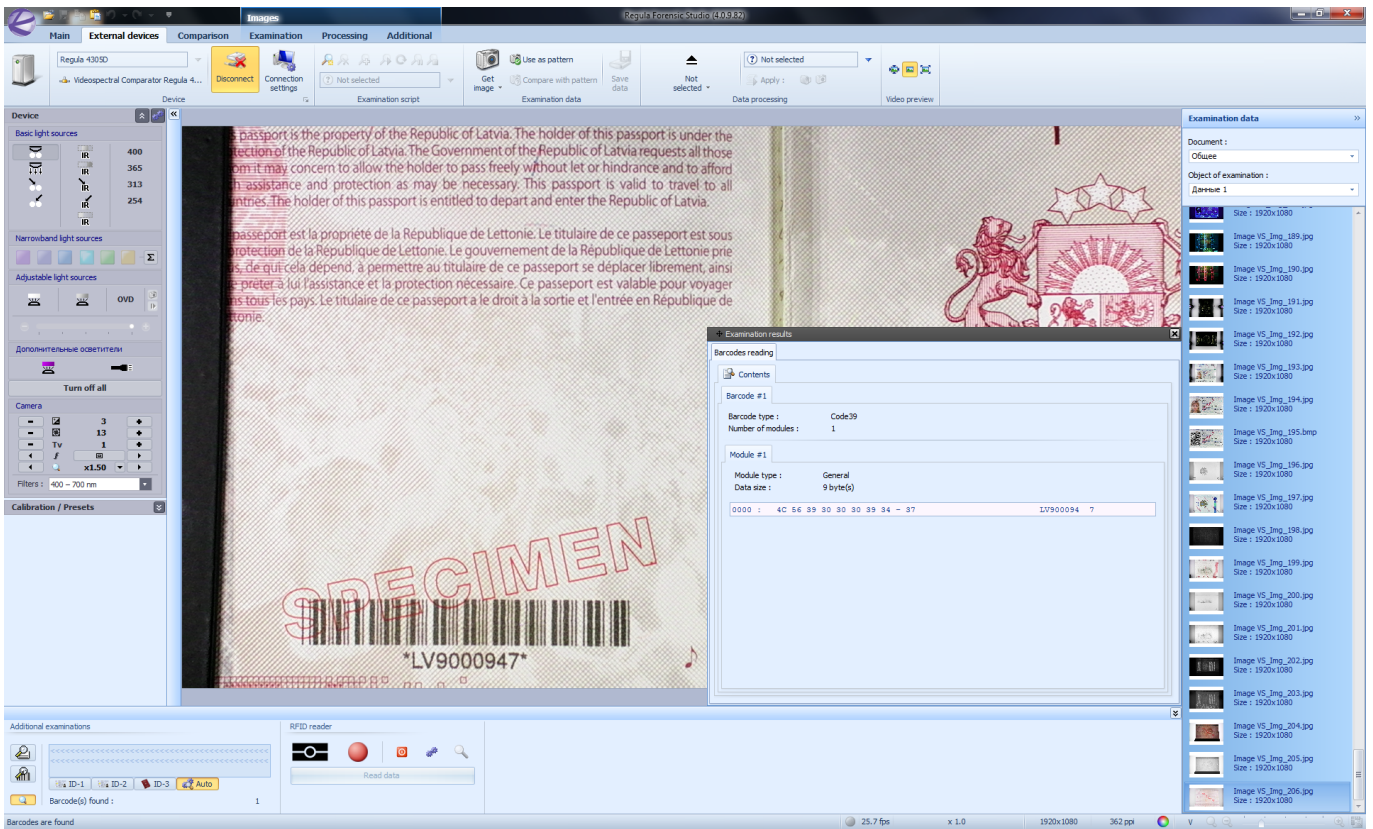 Images
Regula Forensic Studio (4.0.9.82)
Main External devices Comparison Examination Processing Additional
Regula 4305D
Videospectral Comparator Regula 4...
Disconnect
Connection settings
Device
Not selected
Examination script
Get image
Use as pattern
Compare with pattern
Save data
Examination data
Not selected
Not selected
Apply :
Data processing
Video preview
Device
Basic light sources
IR 400
IR 365
IR 313
IR 254
IR
Narrowband light sources
Σ
Adjustable light sources
OVD
Дополнительные осветители
Turn off all
Camera
3
13
Tv 1
f
x1.50
Filters : 400 – 700 nm
Calibration / Presets
passport is the property of the Republic of Latvia. The holder of this passport is under the
of the Republic of Latvia. The Government of the Republic of Latvia requests all those
it may concern to allow the holder to pass freely without let or hindrance and to afford
assistance and protection as may be necessary. This passport is valid to travel to all
The holder of this passport is entitled to depart and enter the Republic of Latvia.
passeport est la propriété de la République de Lettonie. Le titulaire de ce passeport est sous
protection de la République de Lettonie. Le gouvernement de la République de Lettonie prie
de qui cela dépend, à permettre au titulaire de ce passeport se déplacer librement, ainsi
prêter à lui l'assistance et la protection nécessaire. Ce passeport est valable pour voyager
tous les pays. Le titulaire de ce passeport a le droit à la sortie et l'entrée en République de
SPECIMEN
*LV9000947*
Examination results
Barcodes reading
Contents
Barcode #1
Barcode type : Code39
Number of modules : 1
Module #1
Module type : General
Data size : 9 byte(s)
0000 : 4C 56 39 30 30 30 39 34 - 37 LV900094 7
Examination data
Document :
Общее
Object of examination :
Данные 1
Size : 1920x1080
Image VS_Img_189.jpg
Size : 1920x1080
Image VS_Img_190.jpg
Size : 1920x1080
Image VS_Img_191.jpg
Size : 1920x1080
Image VS_Img_192.jpg
Size : 1920x1080
Image VS_Img_193.jpg
Size : 1920x1080
Image VS_Img_194.jpg
Size : 1920x1080
Image VS_Img_195.bmp
Size : 1920x1080
Image VS_Img_196.jpg
Size : 1920x1080
Image VS_Img_197.jpg
Size : 1920x1080
Image VS_Img_198.jpg
Size : 1920x1080
Image VS_Img_199.jpg
Size : 1920x1080
Image VS_Img_200.jpg
Size : 1920x1080
Image VS_Img_201.jpg
Size : 1920x1080
Image VS_Img_202.jpg
Size : 1920x1080
Image VS_Img_203.jpg
Size : 1920x1080
Image VS_Img_204.jpg
Size : 1920x1080
Image VS_Img_205.jpg
Size : 1920x1080
Image VS_Img_206.jpg
Size : 1920x1080
Additional examinations
ID-1 ID-2 ID-3 Auto
Barcode(s) found : 1
RFID reader
Read data
Barcodes are found
25.7 fps x 1.0 1920x1080 362 ppi V